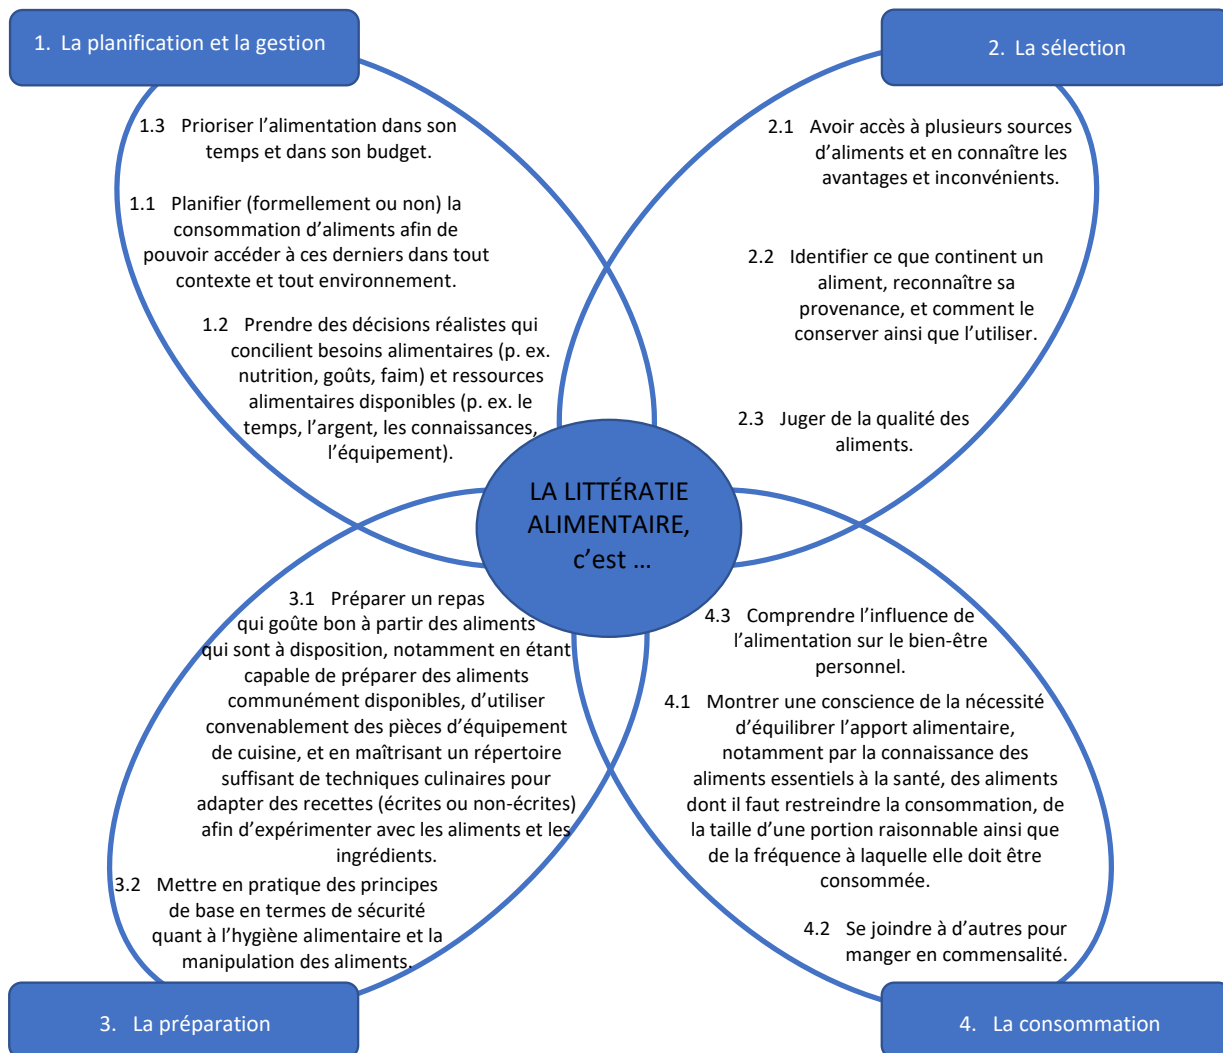 1. La planification et la gestion
1.3 Prioriser l’alimentation dans son
temps et dans son budget.
1.1 Planifier (formellement ou non) la
consommation d’aliments afin de
pouvoir accéder à ces derniers dans tout
contexte et tout environnement.
1.2 Prendre des décisions réalistes qui
concilient besoins alimentaires (p. ex.
nutrition, goûts, faim) et ressources
alimentaires disponibles (p. ex. le
temps, l’argent, les connaissances,
l’équipement).
2. La sélection
2.1 Avoir accès à plusieurs sources
d’aliments et en connaître les
avantages et inconvénients.
2.2 Identifier ce que continent un
aliment, reconnaître sa
provenance, et comment le
conserver ainsi que l’utiliser.
2.3 Juger de la qualité des
aliments.
LA LITTÉRATIE
ALIMENTAIRE,
c’est …
3.1 Préparer un repas
qui goûte bon à partir des aliments
qui sont à disposition, notamment en étant
capable de préparer des aliments
communément disponibles, d’utiliser
convenablement des pièces d’équipement
de cuisine, et en maîtrisant un répertoire
suffisant de techniques culinaires pour
adapter des recettes (écrites ou non-écrites)
afin d’expérimenter avec les aliments et les
ingrédients.
3.2 Mettre en pratique des principes
de base en termes de sécurité
quant à l’hygiène alimentaire et la
manipulation des aliments.
3. La préparation
4.3 Comprendre l’influence de
l’alimentation sur le bien-être
personnel.
4.1 Montrer une conscience de la nécessité
d’équilibrer l’apport alimentaire,
notamment par la connaissance des
aliments essentiels à la santé, des aliments
dont il faut restreindre la consommation, de
la taille d’une portion raisonnable ainsi que
de la fréquence à laquelle elle doit être
consommée.
4.2 Se joindre à d’autres pour
manger en commensalité.
4. La consommation